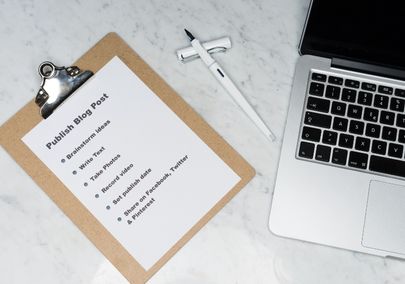 Publish Blog Post
Brainstorm ideas
Write Text
Take Photos
Record video
Set publish date
Share on Facebook, Twitter
& Pinterest